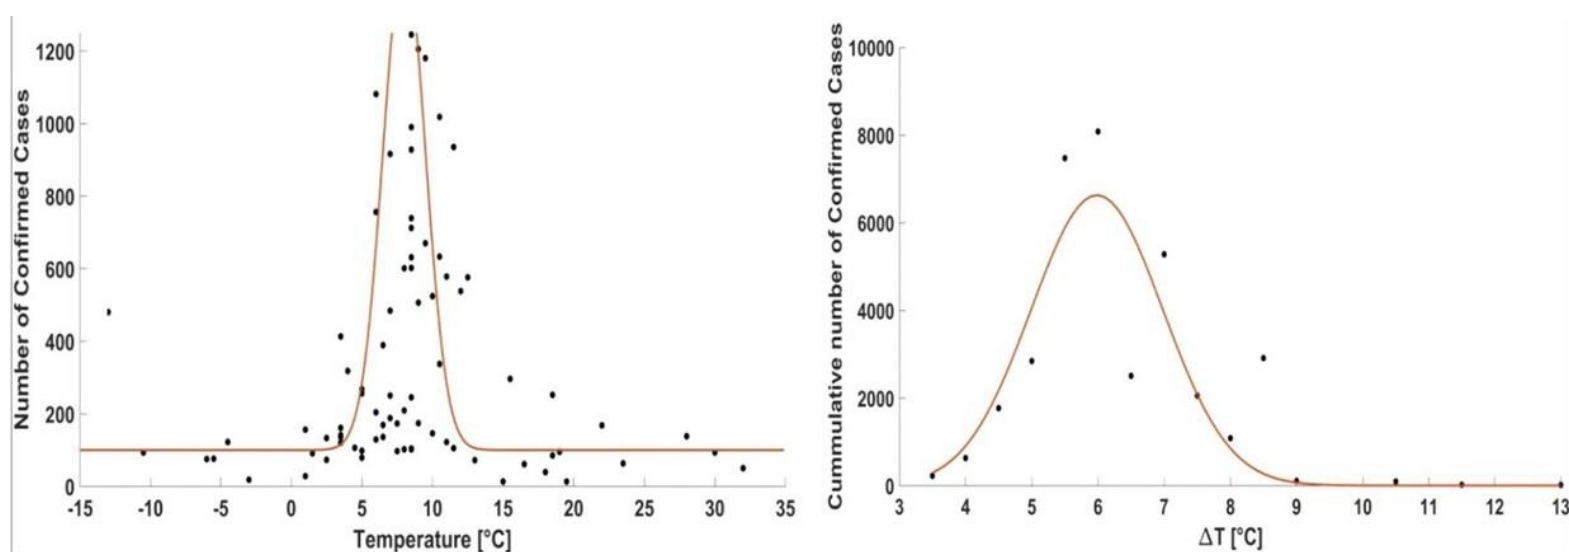 Number of Confirmed Cases
1200
1000
800
600
400
200
0
-15 -10 -5 0 5 10 15 20 25 30 35
Temperature [°C]
Cummulative number of Confirmed Cases
10000
8000
6000
4000
2000
0
3 4 5 6 7 8 9 10 11 12 13
ΔT [°C]